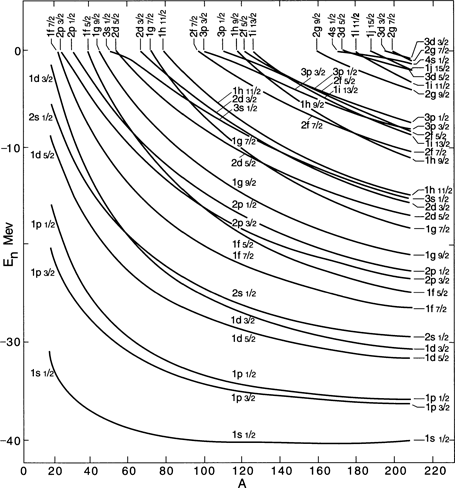 1f 7/2
2p 3/2
2p 1/2
1f 5/2
1g 9/2
3s 1/2
2d 5/2
2d 3/2
1g 7/2
1h 11/2
2f 7/2
3p 3/2
3p 1/2
1h 9/2
2f 5/2
1i 13/2
2g 9/2
4s 1/2
3d 5/2
1i 11/2
1j 15/2
3d 3/2
2g 7/2
3d 3/2
2g 7/2
4s 1/2
1j 15/2
3d 5/2
1i 11/2
2g 9/2
0
1d 3/2
2s 1/2
1d 5/2
1p 1/2
1p 3/2
1s 1/2
3p 3/2
3p 1/2
2f 5/2
1i 13/2
1h 11/2
2d 3/2
3s 1/2
1h 9/2
2f 7/2
1g 7/2
2d 5/2
1g 9/2
2p 1/2
2p 3/2
1f 5/2
1f 7/2
2s 1/2
1d 3/2
1d 5/2
1p 1/2
1p 3/2
1s 1/2
3p 1/2
3p 3/2
2f 5/2
1i 13/2
2f 7/2
1h 9/2
1h 11/2
3s 1/2
2d 3/2
2d 5/2
1g 7/2
1g 9/2
2p 1/2
2p 3/2
1f 5/2
1f 7/2
2s 1/2
1d 3/2
1d 5/2
1p 1/2
1p 3/2
1s 1/2
-10
En Mev
-30
-40
0 20 40 60 80 100 120 140 160 180 200 220
A